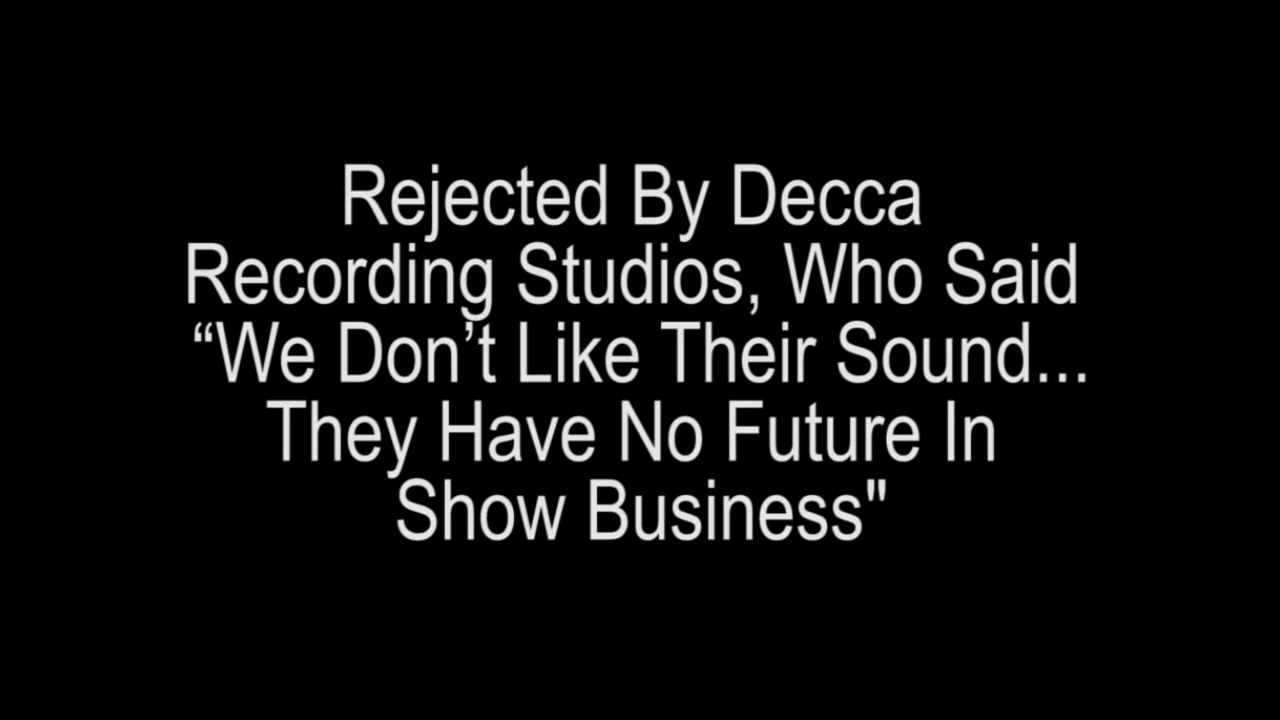 Rejected By Decca
Recording Studios, Who Said
“We Don’t Like Their Sound...
They Have No Future In
Show Business"